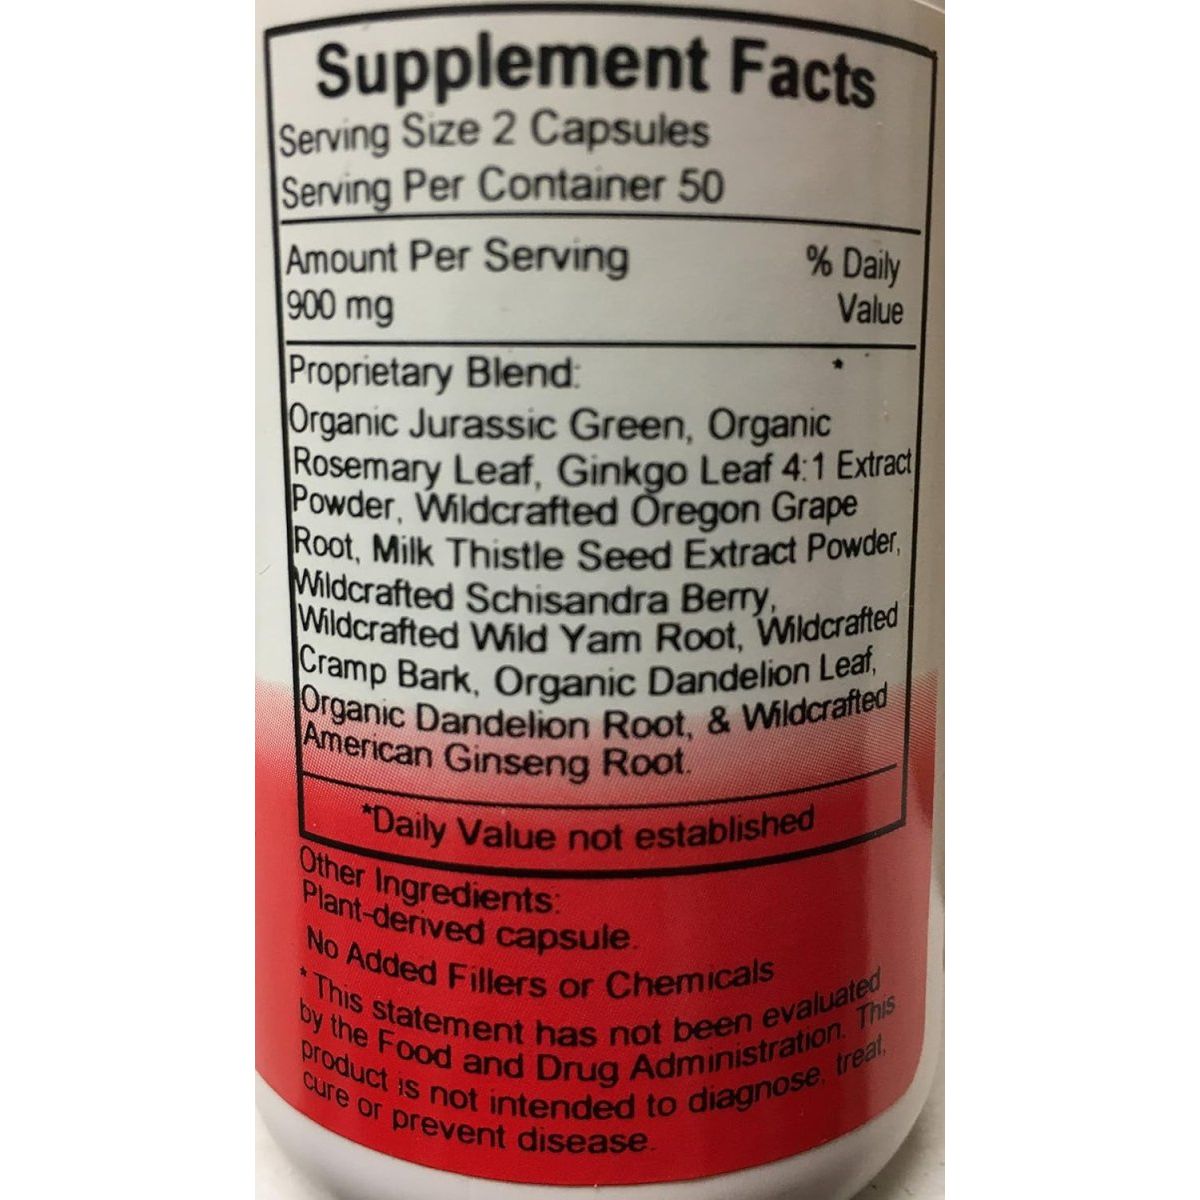 Supplement Facts
Serving Size 2 Capsules
Serving Per Container 50
Amount Per Serving % Daily
900 mg Value
Proprietary Blend: *
Organic Jurassic Green, Organic
Rosemary Leaf, Ginkgo Leaf 4:1 Extract
Powder, Wildcrafted Oregon Grape
Root, Milk Thistle Seed Extract Powder,
Wildcrafted Schisandra Berry,
Wildcrafted Wild Yam Root, Wildcrafted
Cramp Bark, Organic Dandelion Leaf,
Organic Dandelion Root, & Wildcrafted
American Ginseng Root.
*Daily Value not established
Other Ingredients:
Plant-derived capsule.
No Added Fillers or Chemicals
* This statement has not been evaluated
by the Food and Drug Administration. This
product is not intended to diagnose, treat,
cure or prevent disease.